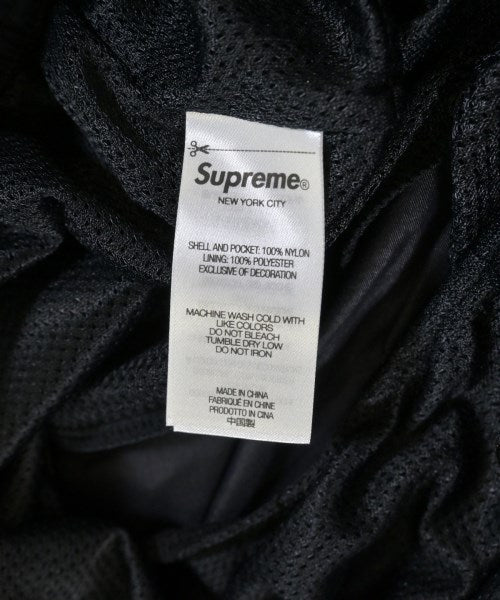 Supreme®
NEW YORK CITY
SHELL AND POCKET: 100% NYLON
LINING: 100% POLYESTER
EXCLUSIVE OF DECORATION
MACHINE WASH COLD WITH
LIKE COLORS
DO NOT BLEACH
TUMBLE DRY LOW
DO NOT IRON
MADE IN CHINA
FABRIQUÉ EN CHINE
PRODOTTO IN CINA
中国製